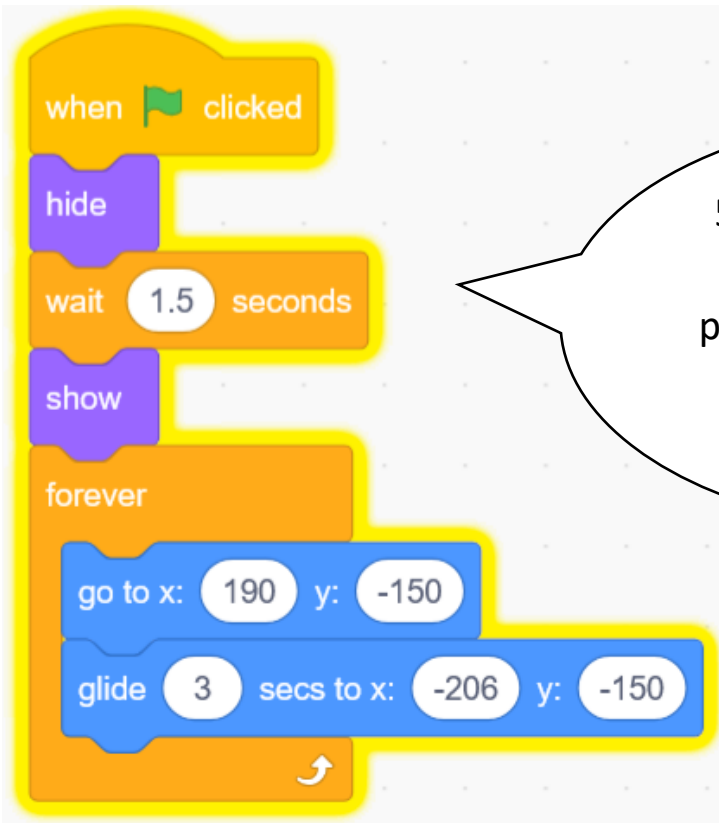 when clicked
hide
wait 1.5 seconds
show
forever
go to x: 190 y: -150
glide 3 secs to x: -206 y: -150